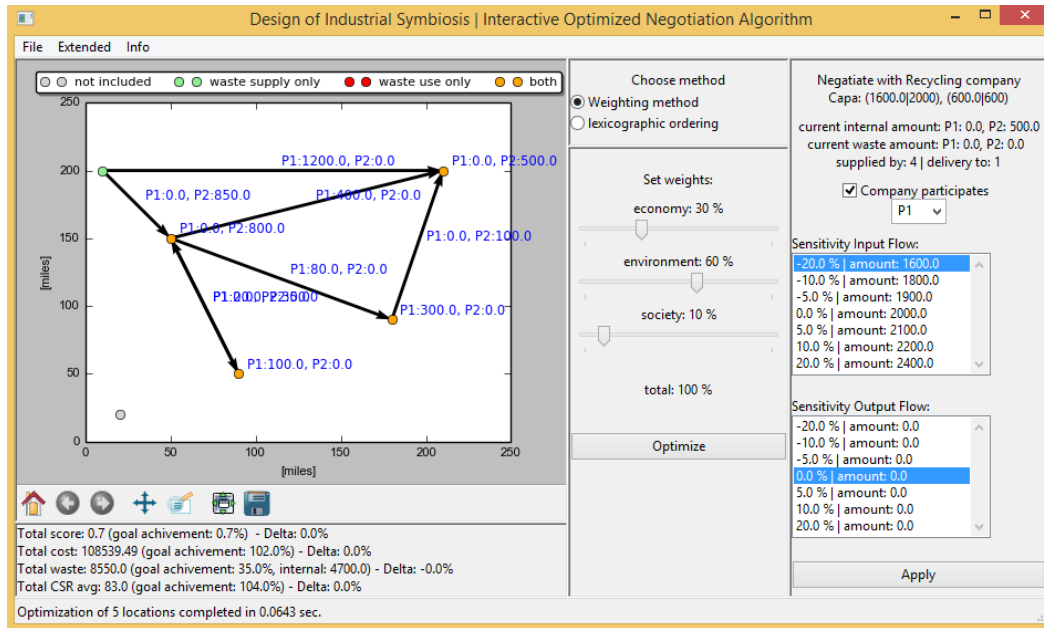 Design of Industrial Symbiosis | Interactive Optimized Negotiation Algorithm
File Extended Info
not included waste supply only waste use only both
250
200
150
100
50
0
[miles]
P1:1200.0, P2:0.0
P1:0.0, P2:500.0
P1:0.0, P2:850.0
P1:400.0, P2:0.0
P1:0.0, P2:800.0
P1:0.0, P2:100.0
P1:80.0, P2:0.0
P1:300.0, P2:0.0
P1:100.0, P2:0.0
0 50 100 150 200 250
[miles]
Total score: 0.7 (goal achivement: 0.7%) - Delta: 0.0%
Total cost: 108539.49 (goal achivement: 102.0%) - Delta: 0.0%
Total waste: 8550.0 (goal achivement: 35.0%, internal: 4700.0) - Delta: -0.0%
Total CSR avg: 83.0 (goal achivement: 104.0%) - Delta: 0.0%
Optimization of 5 locations completed in 0.0643 sec.
Choose method
Weighting method
lexicographic ordering
Set weights:
economy: 30 %
environment: 60 %
society: 10 %
total: 100 %
Optimize
Negatiate with Recycling company
Capa: (1600.0|2000), (600.0|600)
current internal amount: P1: 0.0, P2: 500.0
current waste amount: P1: 0.0, P2: 0.0
supplied by: 4 | delivery to: 1
Company participates
P1
Sensitivity Input Flow:
-20.0 % | amount: 1600.0
-10.0 % | amount: 1800.0
-5.0 % | amount: 1900.0
0.0 % | amount: 2000.0
5.0 % | amount: 2100.0
10.0 % | amount: 2200.0
20.0 % | amount: 2400.0
Sensitivity Output Flow:
-20.0 % | amount: 0.0
-10.0 % | amount: 0.0
-5.0 % | amount: 0.0
0.0 % | amount: 0.0
5.0 % | amount: 0.0
10.0 % | amount: 0.0
20.0 % | amount: 0.0
Apply